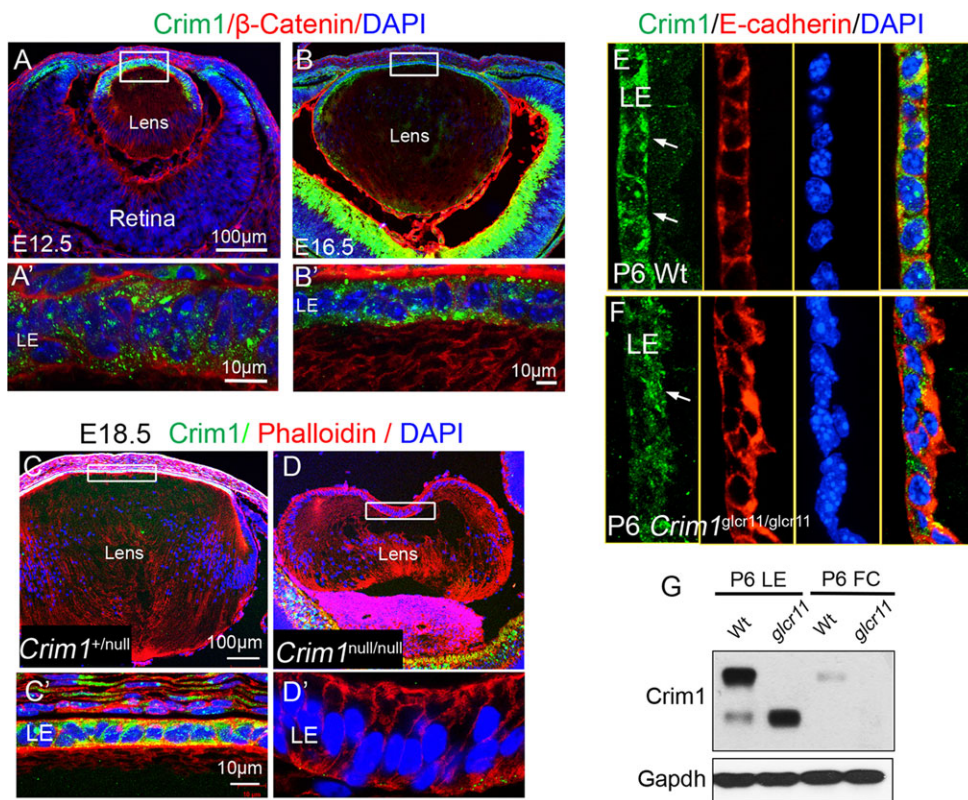 Crim1/β-Catenin/DAPI
A
Lens
Retina
E12.5
100µm
B
Lens
E16.5
A'
LE
10µm
B'
LE
10µm
E18.5 Crim1/ Phalloidin / DAPI
C
Lens
Crim1+/null
100µm
D
Lens
Crim1null/null
C'
LE
10µm
D'
LE
Crim1/E-cadherin/DAPI
E
LE
P6 Wt
F
LE
P6 Crim1glcr11/glcr11
G
P6 LE P6 FC
Wt glcr11 Wt glcr11
Crim1
Gapdh